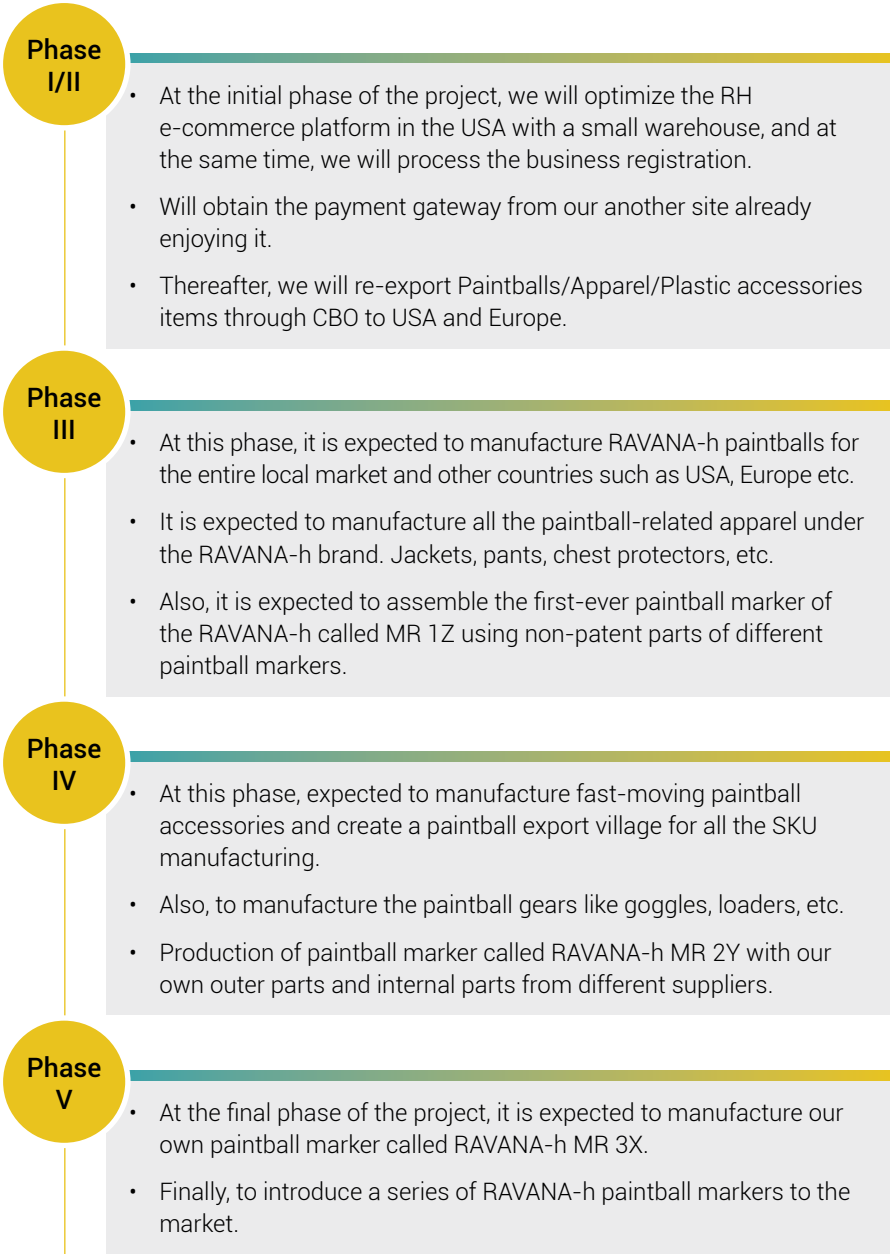 Phase
I/II
• At the initial phase of the project, we will optimize the RH
e-commerce platform in the USA with a small warehouse, and at
the same time, we will process the business registration.
• Will obtain the payment gateway from our another site already
enjoying it.
• Thereafter, we will re-export Paintballs/Apparel/Plastic accessories
items through CBO to USA and Europe.
Phase
III
• At this phase, it is expected to manufacture RAVANA-h paintballs for
the entire local market and other countries such as USA, Europe etc.
• It is expected to manufacture all the paintball-related apparel under
the RAVANA-h brand. Jackets, pants, chest protectors, etc.
• Also, it is expected to assemble the first-ever paintball marker of
the RAVANA-h called MR 1Z using non-patent parts of different
paintball markers.
Phase
IV
• At this phase, expected to manufacture fast-moving paintball
accessories and create a paintball export village for all the SKU
manufacturing.
• Also, to manufacture the paintball gears like goggles, loaders, etc.
• Production of paintball marker called RAVANA-h MR 2Y with our
own outer parts and internal parts from different suppliers.
Phase
V
• At the final phase of the project, it is expected to manufacture our
own paintball marker called RAVANA-h MR 3X.
• Finally, to introduce a series of RAVANA-h paintball markers to the
market.